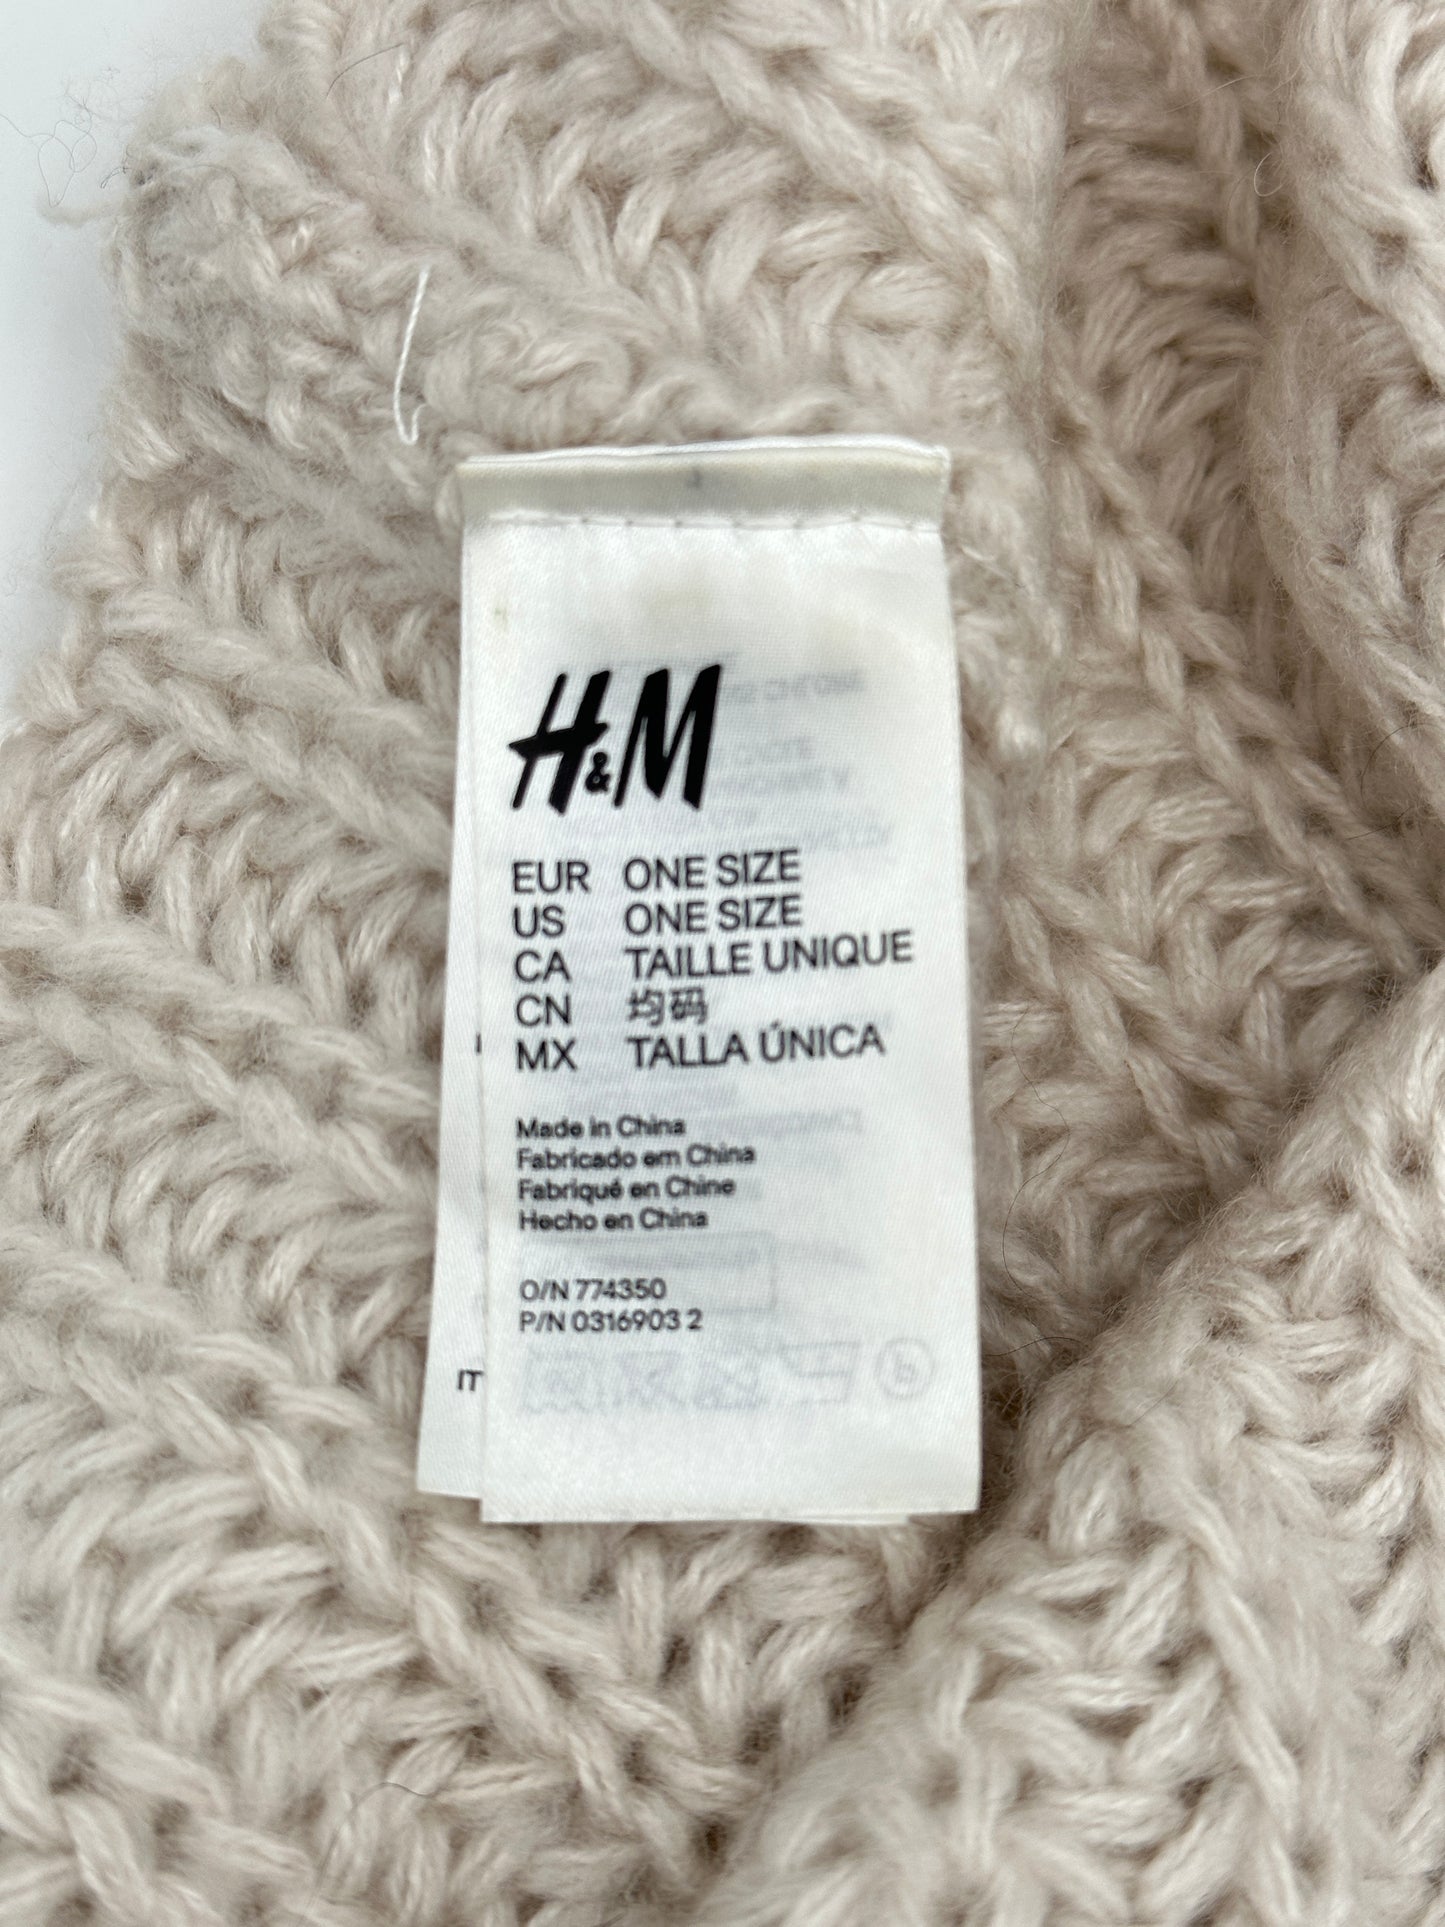 H&M
EUR ONE SIZE
US ONE SIZE
CA TAILLE UNIQUE
CN 均码
MX TALLA ÚNICA
Made in China
Fabricado em China
Fabriqué en Chine
Hecho en China
O/N 774350
P/N 0316903 2
IT